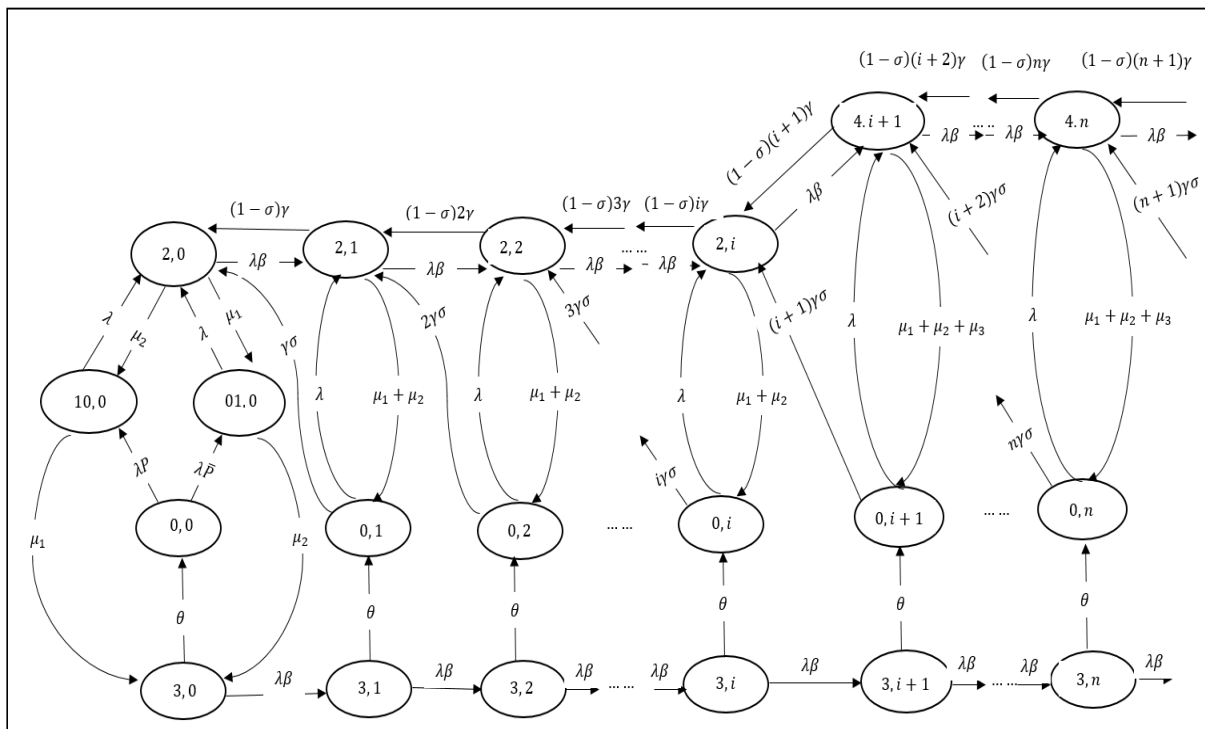 (1−σ)(i+2)γ (1−σ)nγ (1−σ)(n+1)γ
4.i+1 4.n
λβ ..... λβ λβ λβ
(1−σ)(i+1)γ
λβ
(i+2)γσ (n+1)γσ
(1−σ)γ (1−σ)2γ (1−σ)3γ (1−σ)iγ
2,0 2,1 2,2 2,i
λβ λβ λβ ...... λβ
λ μ₂ λ μ₁ γσ 2γσ 3γσ (i+1)γσ
λ μ₁+μ₂+μ₃ λ μ₁+μ₂+μ₃
10,0 01,0
λ μ₁+μ₂ λ μ₁+μ₂ λ μ₁+μ₂
λP λP̄ iγσ nγσ
0,0 0,1 0,2 ...... 0,i 0,i+1 ...... 0,n
μ₁ μ₂
θ θ θ θ θ θ
3,0 3,1 3,2 3,i 3,i+1 3,n
λβ λβ λβ ...... λβ λβ λβ ...... λβ λβ